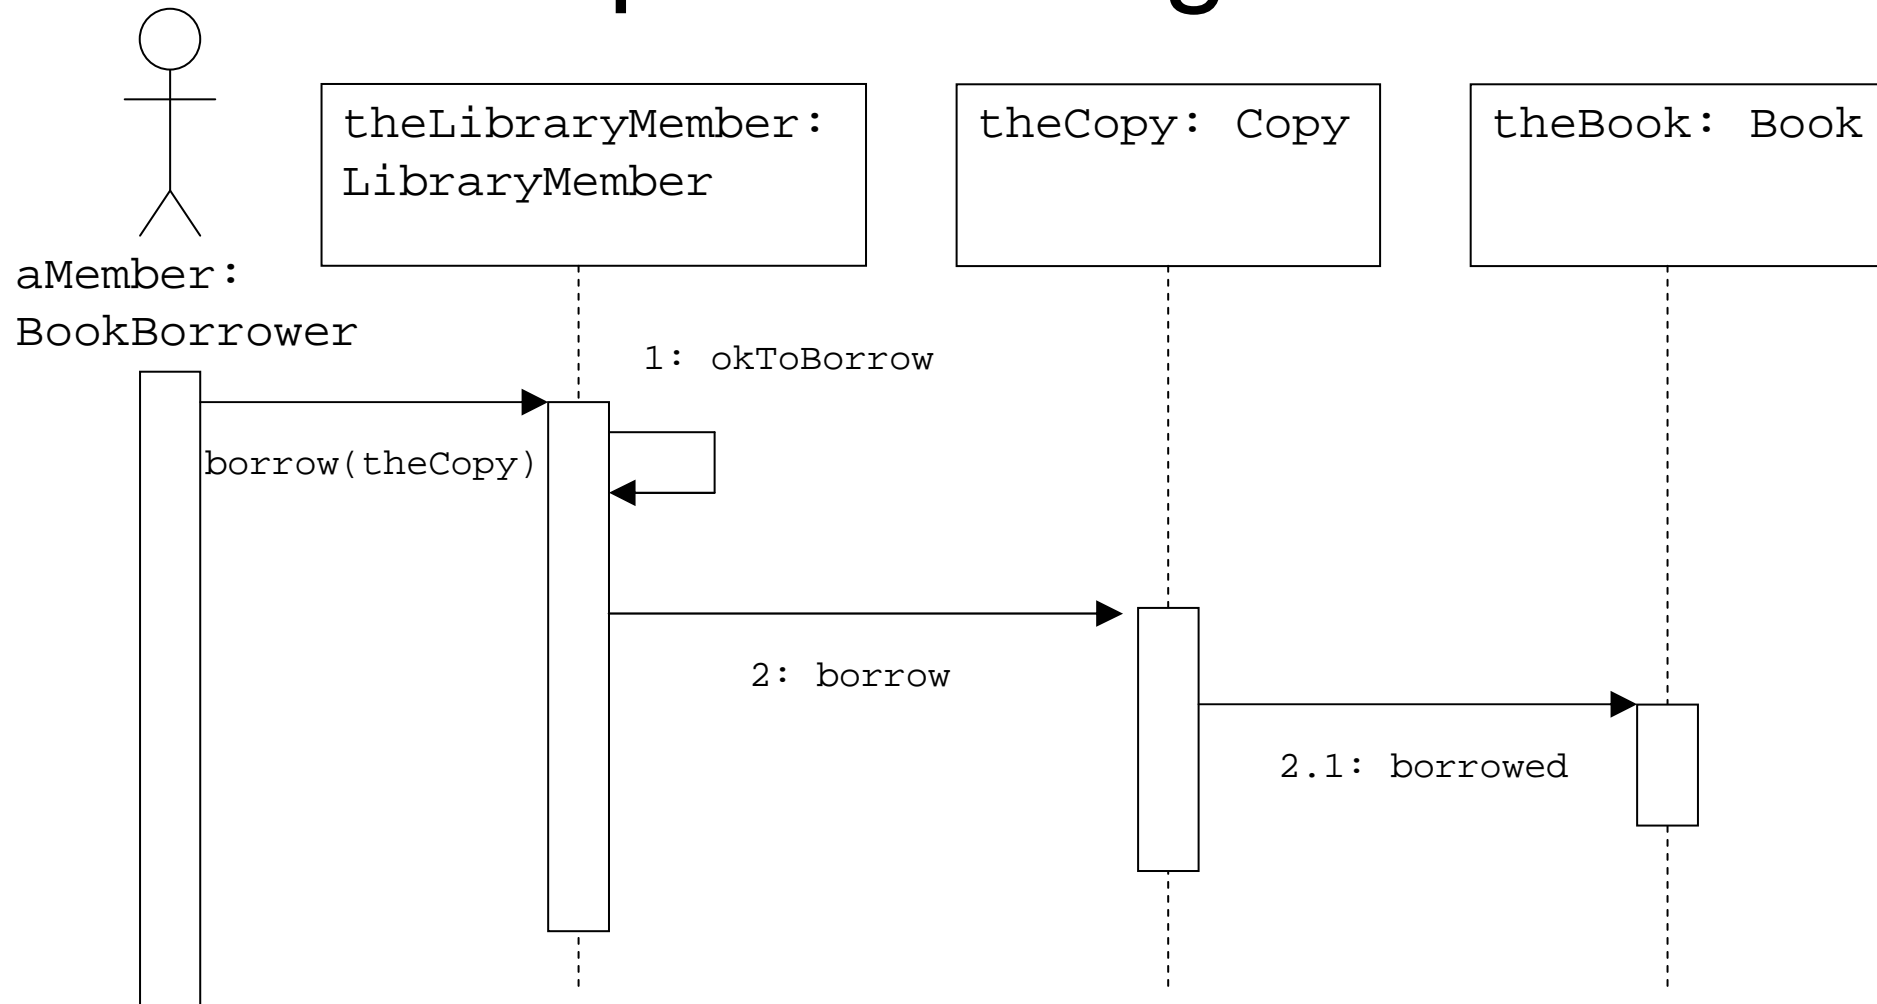 theLibraryMember:
LibraryMember
theCopy: Copy
theBook: Book
aMember:
BookBorrower
1: okToBorrow
borrow(theCopy)
2: borrow
2.1: borrowed